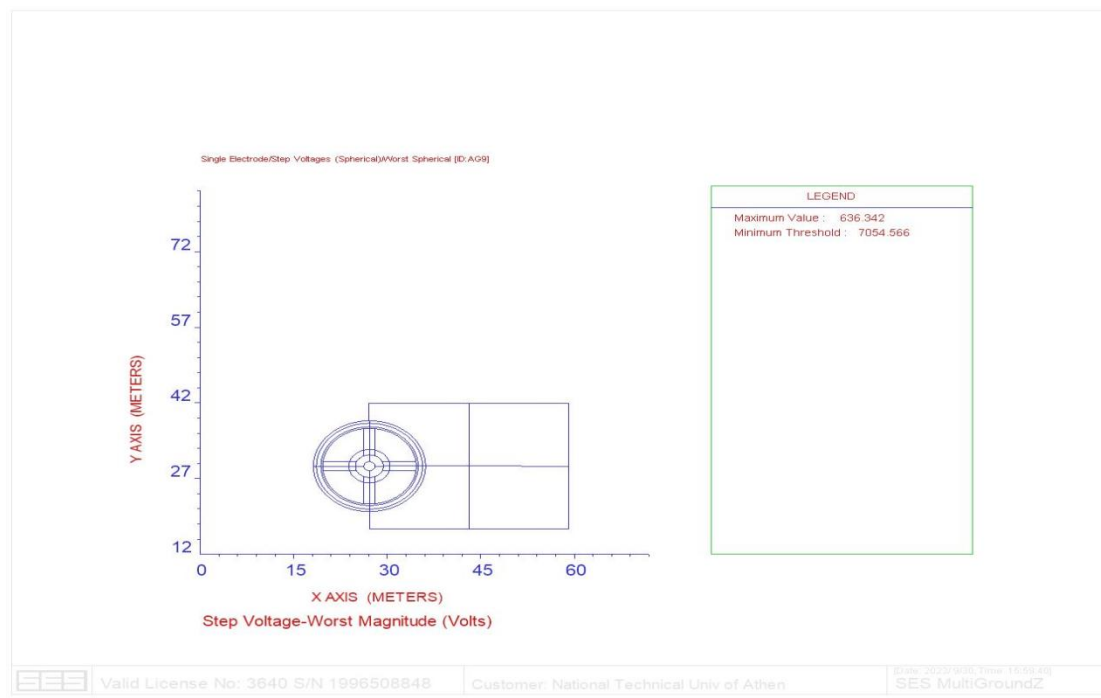 Single Electrode/Step Voltages (Spherical)/Worst Spherical [ID:AG9]
LEGEND
Maximum Value : 636.342
Minimum Threshold : 7054.566
72
57
42
27
12
Y AXIS (METERS)
0 15 30 45 60
X AXIS (METERS)
Step Voltage-Worst Magnitude (Volts)
SES
Valid License No: 3640 S/N 1996508848
Customer: National Technical Univ of Athen
SES MultiGroundZ